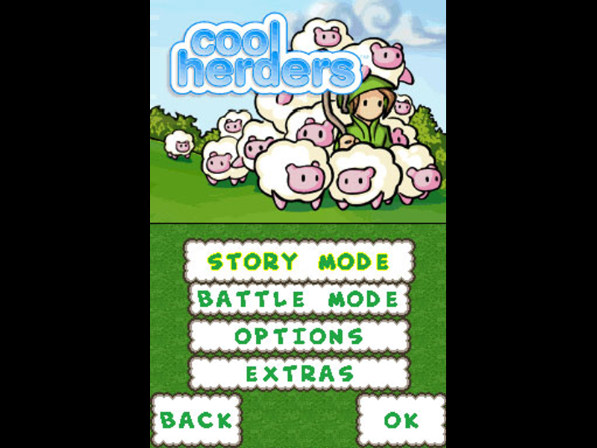 cool
herders
STORY MODE
BATTLE MODE
OPTIONS
EXTRAS
BACK
OK